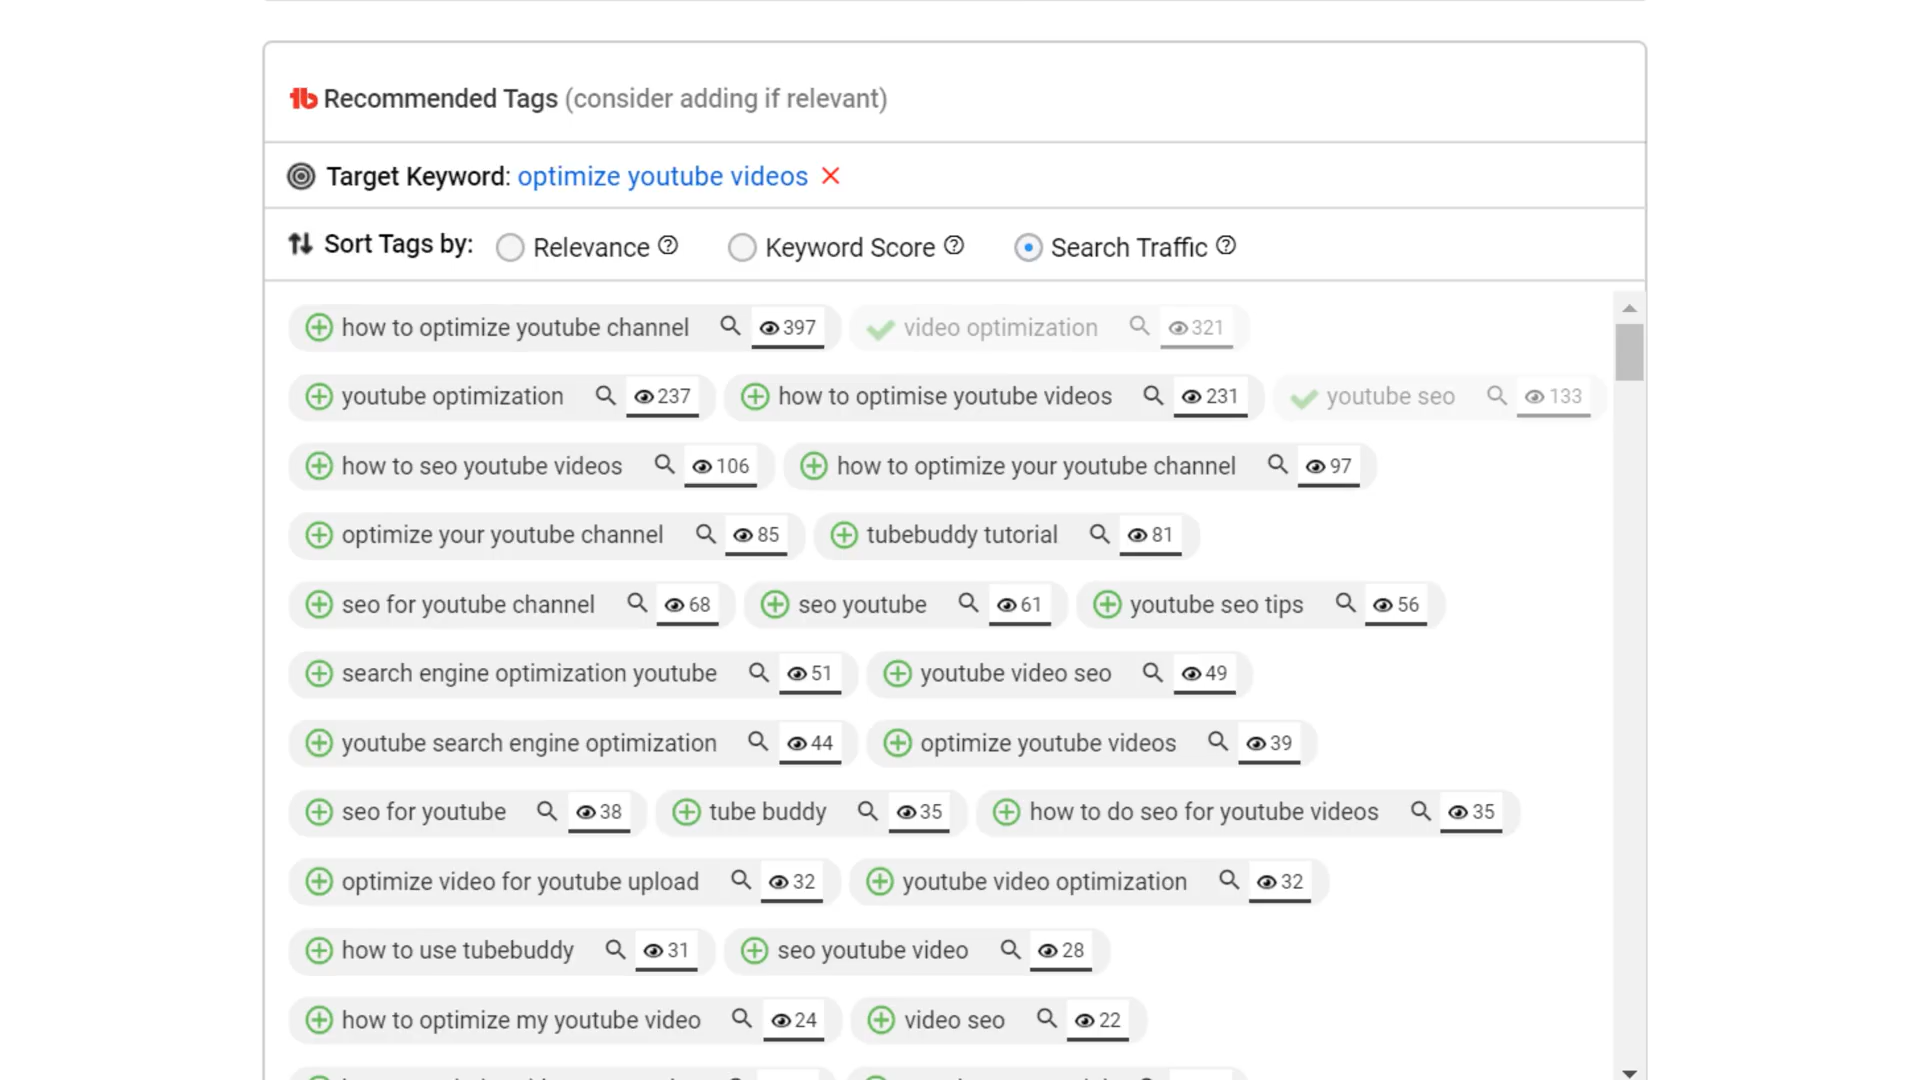 Recommended Tags (consider adding if relevant)
Target Keyword: optimize youtube videos
Sort Tags by: Relevance Keyword Score Search Traffic
how to optimize youtube channel 397 video optimization 321
youtube optimization 237 how to optimise youtube videos 231 youtube seo 133
how to seo youtube videos 106 how to optimize your youtube channel 97
optimize your youtube channel 85 tubebuddy tutorial 81
seo for youtube channel 68 seo youtube 61 youtube seo tips 56
search engine optimization youtube 51 youtube video seo 49
youtube search engine optimization 44 optimize youtube videos 39
seo for youtube 38 tube buddy 35 how to do seo for youtube videos 35
optimize video for youtube upload 32 youtube video optimization 32
how to use tubebuddy 31 seo youtube video 28
how to optimize my youtube video 24 video seo 22